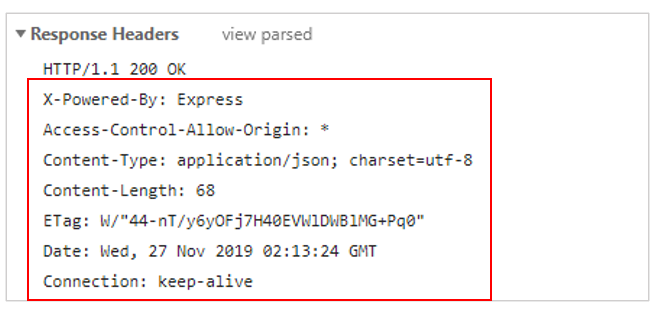 Response Headers view parsed
HTTP/1.1 200 OK
X-Powered-By: Express
Access-Control-Allow-Origin: *
Content-Type: application/json; charset=utf-8
Content-Length: 68
ETag: W/"44-nT/y6yOFj7H40EVWlDWBlMG+Pq0"
Date: Wed, 27 Nov 2019 02:13:24 GMT
Connection: keep-alive